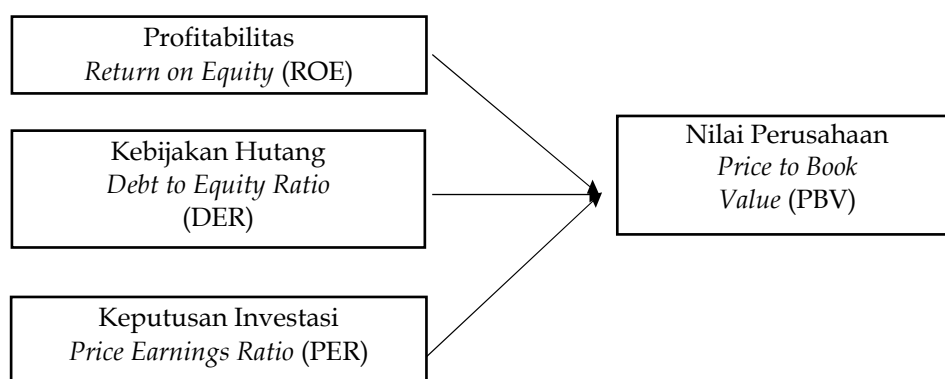 Profitabilitas
Return on Equity (ROE)
Kebijakan Hutang
Debt to Equity Ratio
(DER)
Keputusan Investasi
Price Earnings Ratio (PER)
Nilai Perusahaan
Price to Book
Value (PBV)